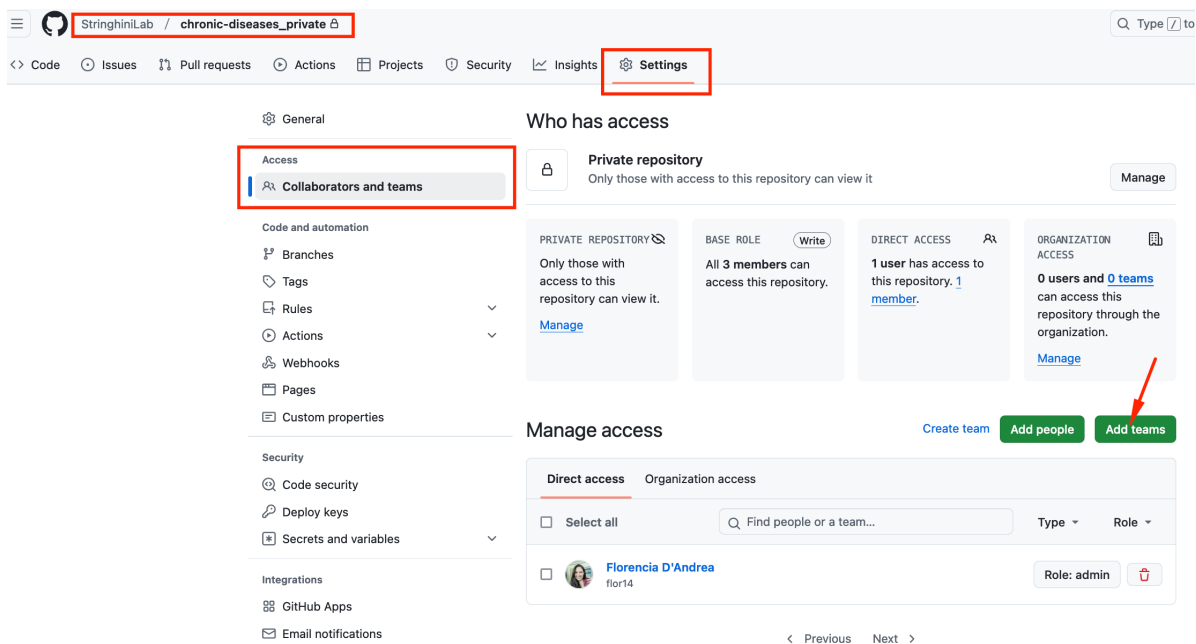 StringhiniLab / chronic-diseases_private
Type / to
Code Issues Pull requests Actions Projects Security Insights Settings
General
Access
Collaborators and teams
Code and automation
Branches
Tags
Rules
Actions
Webhooks
Pages
Custom properties
Security
Code security
Deploy keys
Secrets and variables
Integrations
GitHub Apps
Email notifications
Who has access
Private repository
Only those with access to this repository can view it
Manage
PRIVATE REPOSITORY
Only those with
access to this
repository can view it.
Manage
BASE ROLE Write
All 3 members can
access this repository.
DIRECT ACCESS
1 user has access to
this repository. 1
member.
ORGANIZATION
ACCESS
0 users and 0 teams
can access this
repository through the
organization.
Manage
Manage access
Create team Add people Add teams
Direct access Organization access
Select all Find people or a team... Type Role
Florencia D'Andrea
flor14
Role: admin
Previous Next